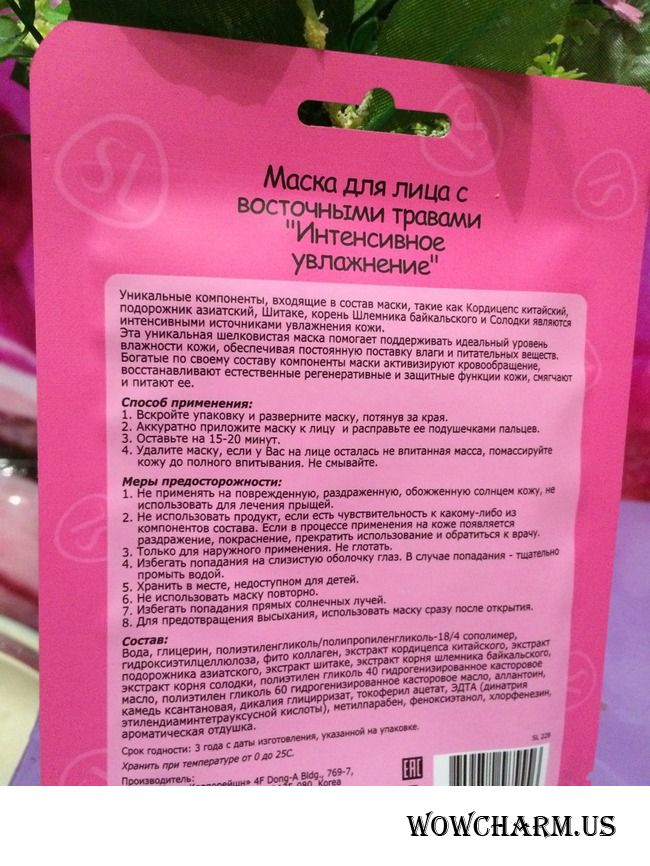 Маска для лица с
восточными травами
"Интенсивное
увлажнение"
Уникальные компоненты, входящие в состав маски, такие как Кордицепс китайский,
подорожник азиатский, Шитаке, корень Шлемника байкальского и Солодки являются
интенсивными источниками увлажнения кожи.
Эта уникальная шелковистая маска помогает поддерживать идеальный уровень
влажности кожи, обеспечивая постоянную поставку влаги и питательных веществ.
Богатые по своему составу компоненты маски активизируют кровообращение,
восстанавливают естественные регенеративные и защитные функции кожи, смягчают
и питают ее.
Способ применения:
1. Вскройте упаковку и разверните маску, потянув за края.
2. Аккуратно приложите маску к лицу и расправьте ее подушечками пальцев.
3. Оставьте на 15-20 минут.
4. Удалите маску, если у Вас на лице осталась не впитанная масса, помассируйте
кожу до полного впитывания. Не смывайте.
Меры предосторожности:
1. Не применять на поврежденную, раздраженную, обожженную солнцем кожу, не
использовать для лечения прыщей.
2. Не использовать продукт, если есть чувствительность к какому-либо из
компонентов состава. Если в процессе применения на коже появляется
раздражение, покраснение, прекратить использование и обратиться к врачу.
3. Только для наружного применения. Не глотать.
4. Избегать попадания на слизистую оболочку глаз. В случае попадания - тщательно
промыть водой.
5. Хранить в месте, недоступном для детей.
6. Не использовать маску повторно.
7. Избегать попадания прямых солнечных лучей.
8. Для предотвращения высыхания, использовать маску сразу после открытия.
Состав:
Вода, глицерин, полиэтиленгликоль/полипропиленгликоль-18/4 сополимер,
гидроксиэтилцеллюлоза, фито коллаген, экстракт кордицепса китайского, экстракт
подорожника азиатского, экстракт шитаке, экстракт корня шлемника байкальского,
экстракт корня солодки, полиэтилен гликоль 40 гидрогенизированное касторовое
масло, полиэтилен гликоль 60 гидрогенизированное касторовое масло, аллантоин,
камедь ксантановая, дикалия глицирризат, токоферил ацетат, ЭДТА (динатрия
этилендиаминтетрауксусной кислоты), метилпарабен, феноксиэтанол, хлорфенезин,
ароматическая отдушка.
SL 229
Срок годности: 3 года с даты изготовления, указанной на упаковке.
Хранить при температуре от 0 до 25С.
EAC
Производитель:
4F Dong-A Bldg., 769-7,
Korea
SL
SL
SL
WOWCHARM.US